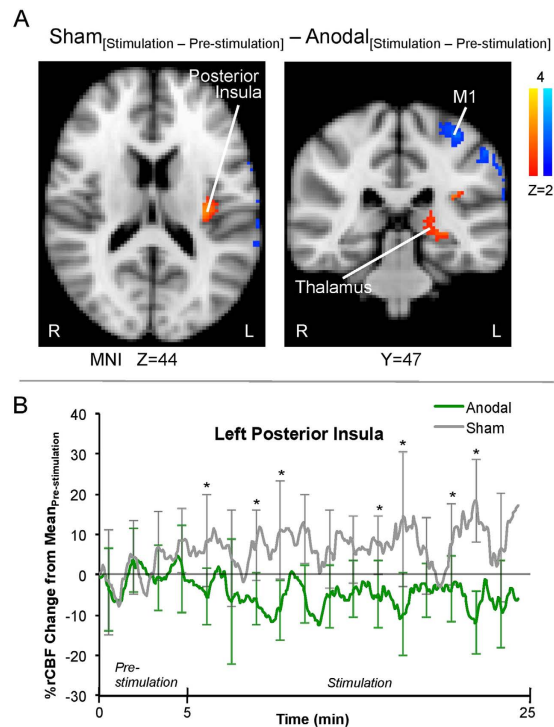 A
Sham[Stimulation – Pre-stimulation] – Anodal[Stimulation – Pre-stimulation]
Posterior
Insula
M1
4
Z=2
Thalamus
R L
R L
MNI Z=44
Y=47
B
Anodal
Sham
Left Posterior Insula
%rCBF Change from MeanPre-stimulation
40
30
20
10
0
-10
-20
-30
* * * * * * *
Pre-
stimulation
Stimulation
0 5 25
Time (min)